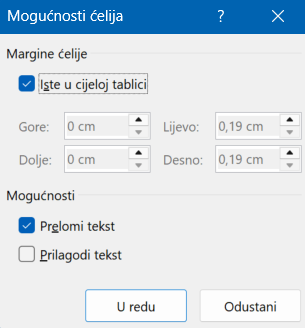 Mogućnosti ćelija ?
Margine ćelije
Iste u cijeloj tablici
Gore: 0 cm Lijevo: 0,19 cm
Dolje: 0 cm Desno: 0,19 cm
Mogućnosti
Prelomi tekst
Prilagodi tekst
U redu Odustani